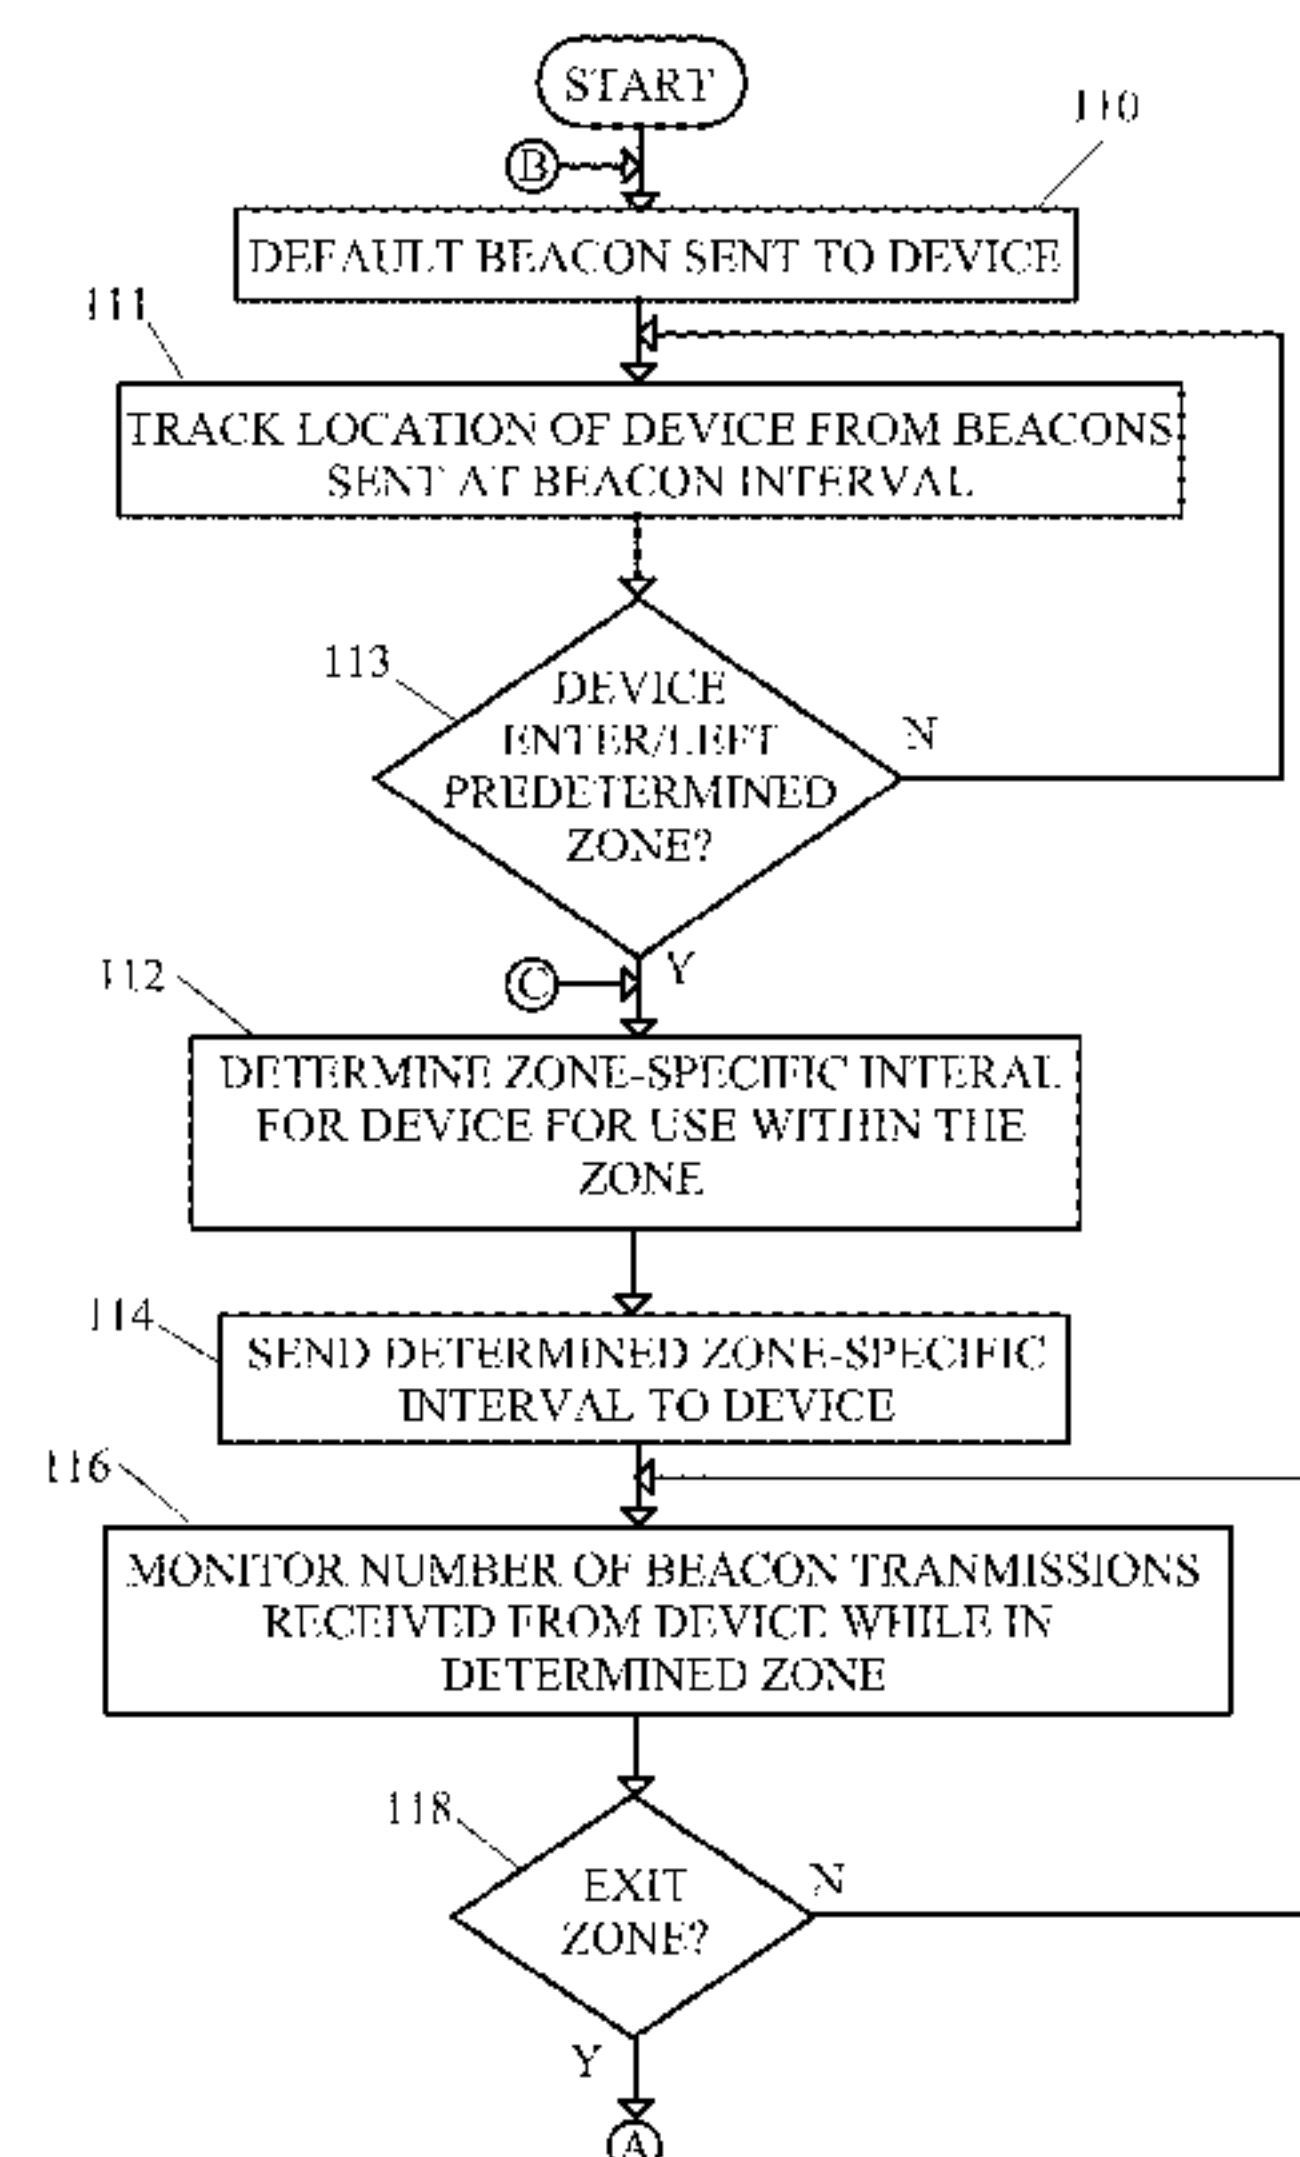 START
110
B
DEFAULT BEACON SENT TO DEVICE
111
TRACK LOCATION OF DEVICE FROM BEACONS
SENT AT BEACON INTERVAL
113
DEVICE
ENTER/LEFT
PREDETERMINED
ZONE?
N
Y
C
112
DETERMINE ZONE-SPECIFIC INTERAL
FOR DEVICE FOR USE WITHIN THE
ZONE
114
SEND DETERMINED ZONE-SPECIFIC
INTERVAL TO DEVICE
116
MONITOR NUMBER OF BEACON TRANMISSIONS
RECEIVED FROM DEVICE WHILE IN
DETERMINED ZONE
118
EXIT
ZONE?
N
Y
A